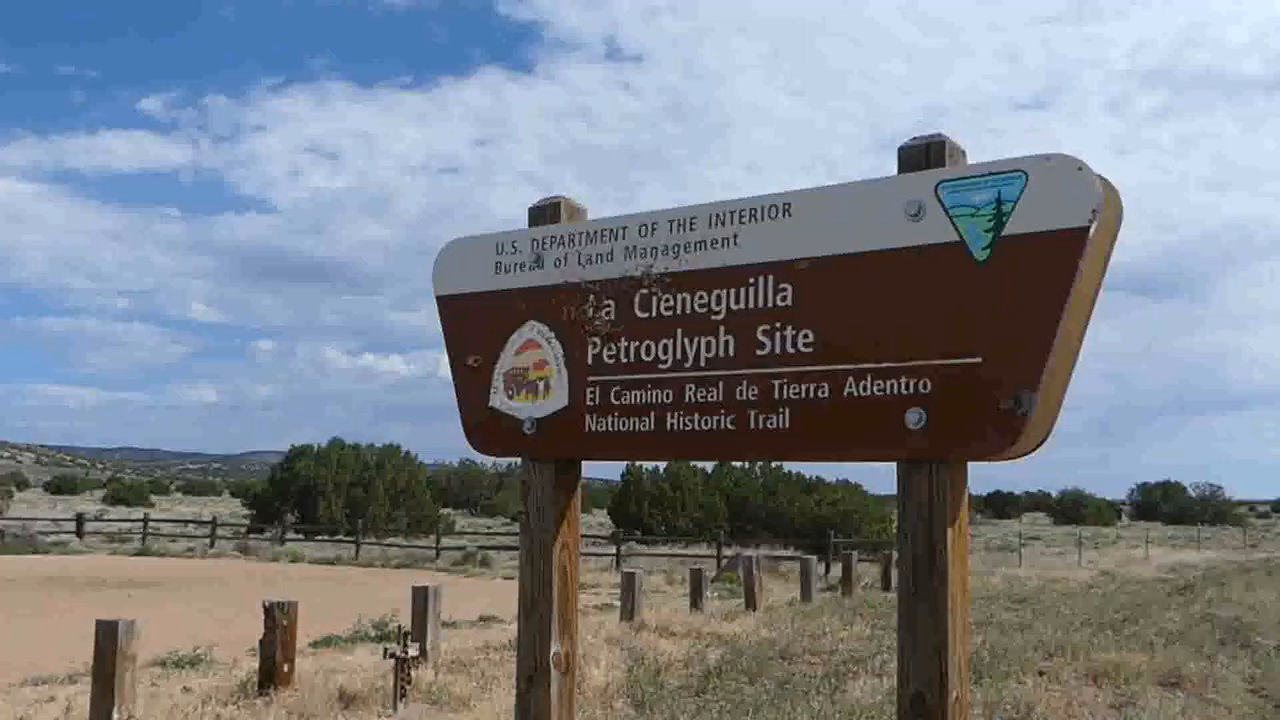 U.S. DEPARTMENT OF THE INTERIOR
Bureau of Land Management
La Cieneguilla
Petroglyph Site
El Camino Real de Tierra Adentro
National Historic Trail